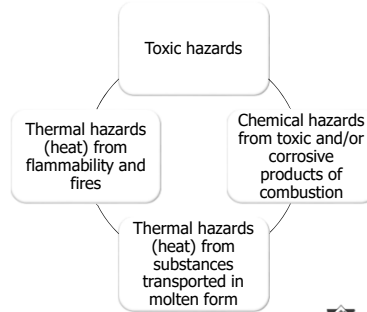 Toxic hazards
Thermal hazards
(heat) from
flammability and
fires
Chemical hazards
from toxic and/or
corrosive
products of
combustion
Thermal hazards
(heat) from
substances
transported in
molten form